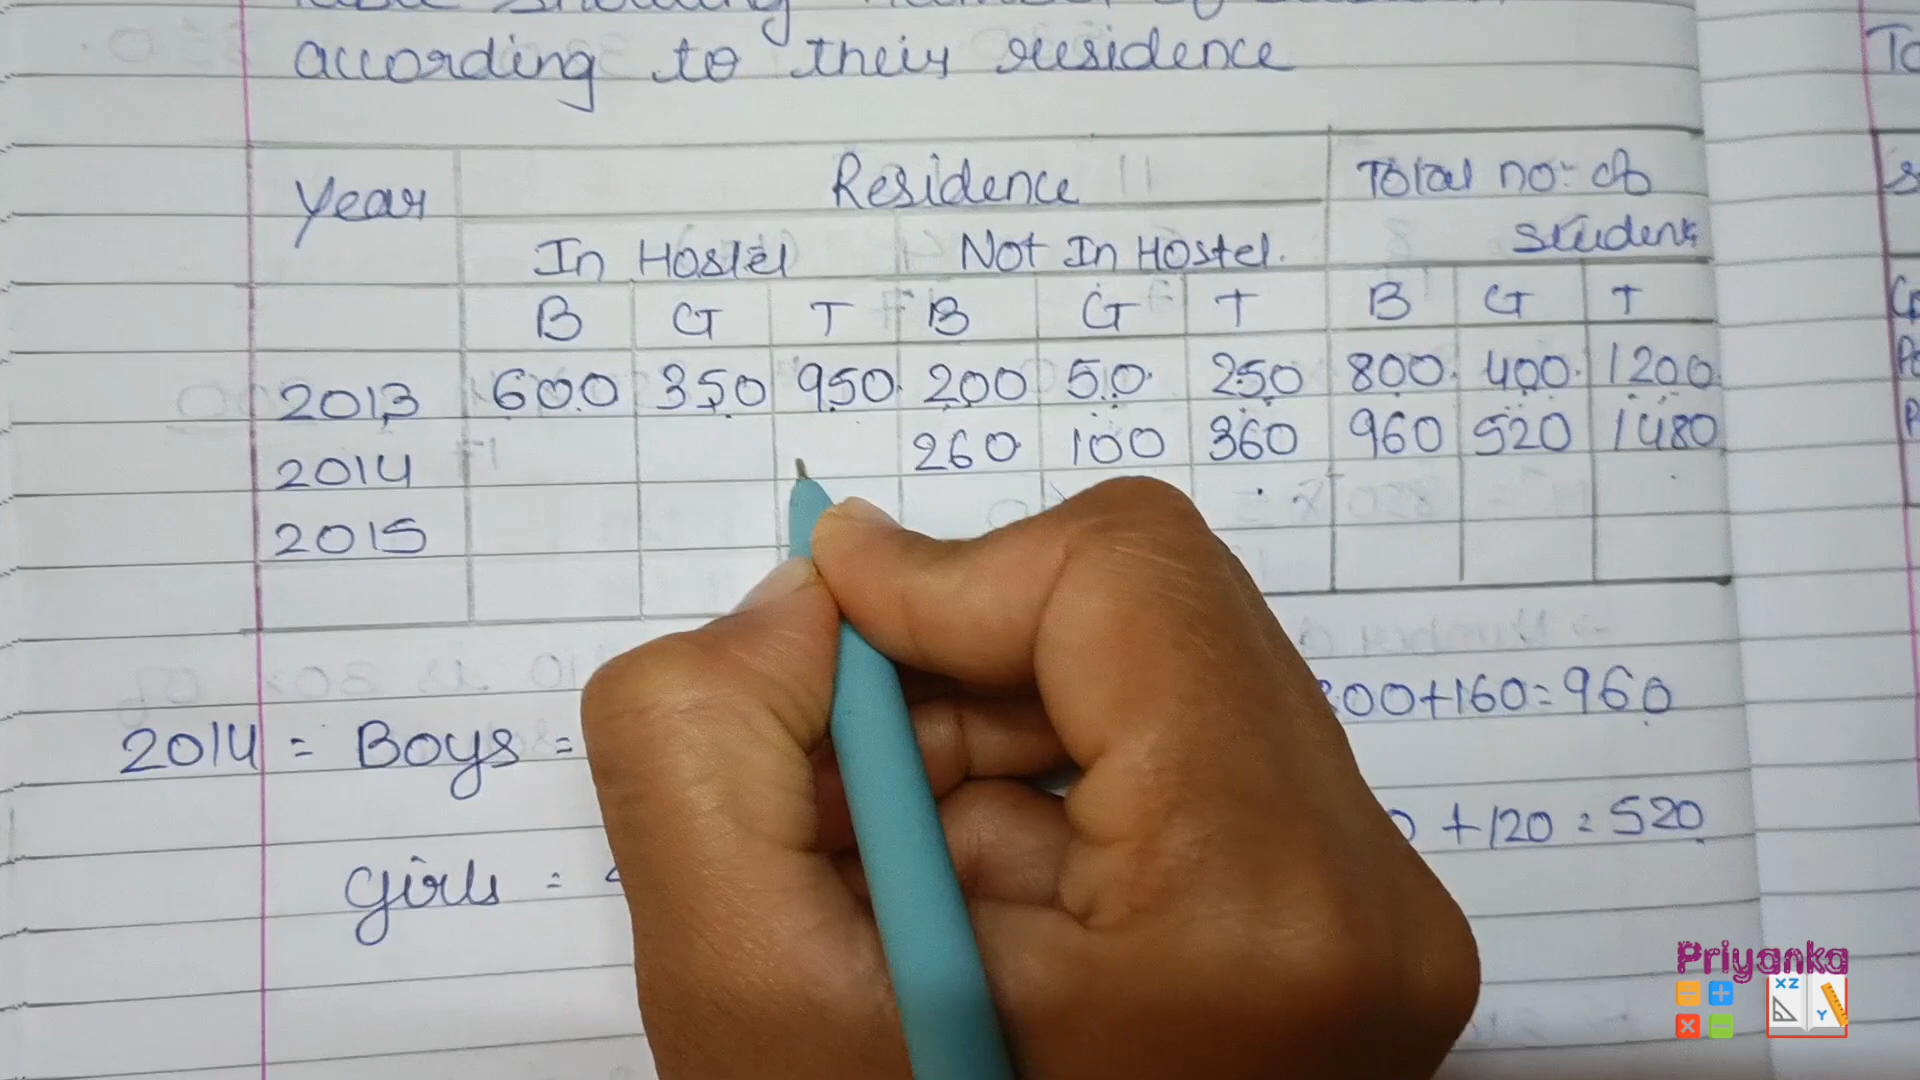 according to their residence
Year Residence Total no: of
In Hostel Not In Hostel. students
B G T B G T B G T
2013 600 350 950 200 50 250 800 400 1200
2014 260 100 360 960 520 1480
2015
2014 = Boys = 800+160=960
Girls = +120 = 520
Priyanka
XZ
Y